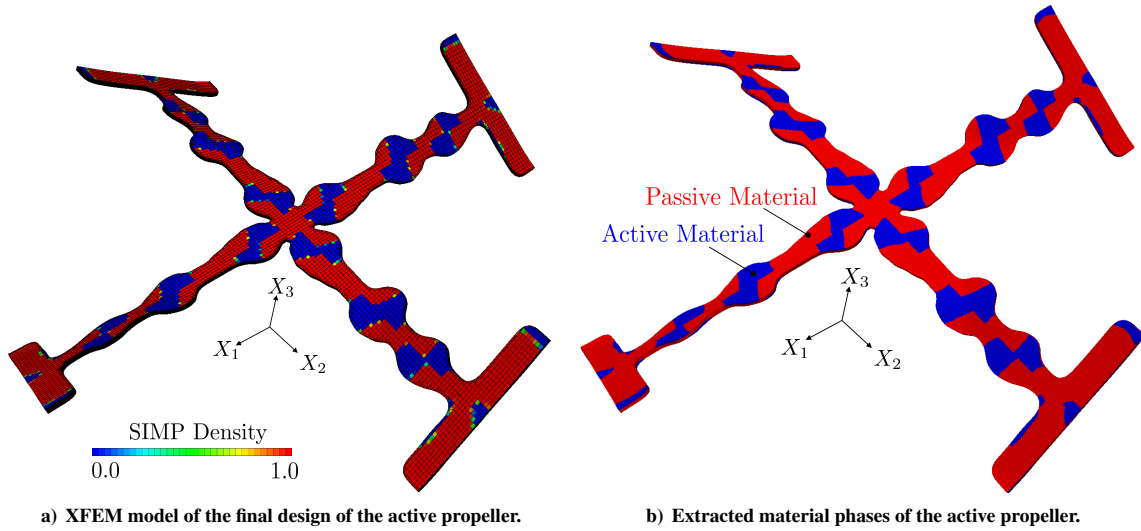 Passive Material
Active Material
X3
X1
X2
X3
X1
X2
SIMP Density
0.0 1.0
a) XFEM model of the final design of the active propeller.
b) Extracted material phases of the active propeller.